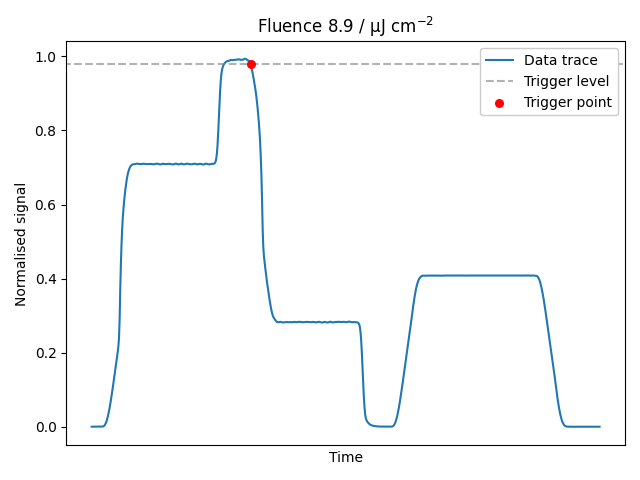 Fluence 8.9 / μJ cm⁻²
Data trace
Trigger level
Trigger point
Normalised signal
1.0
0.8
0.6
0.4
0.2
0.0
Time